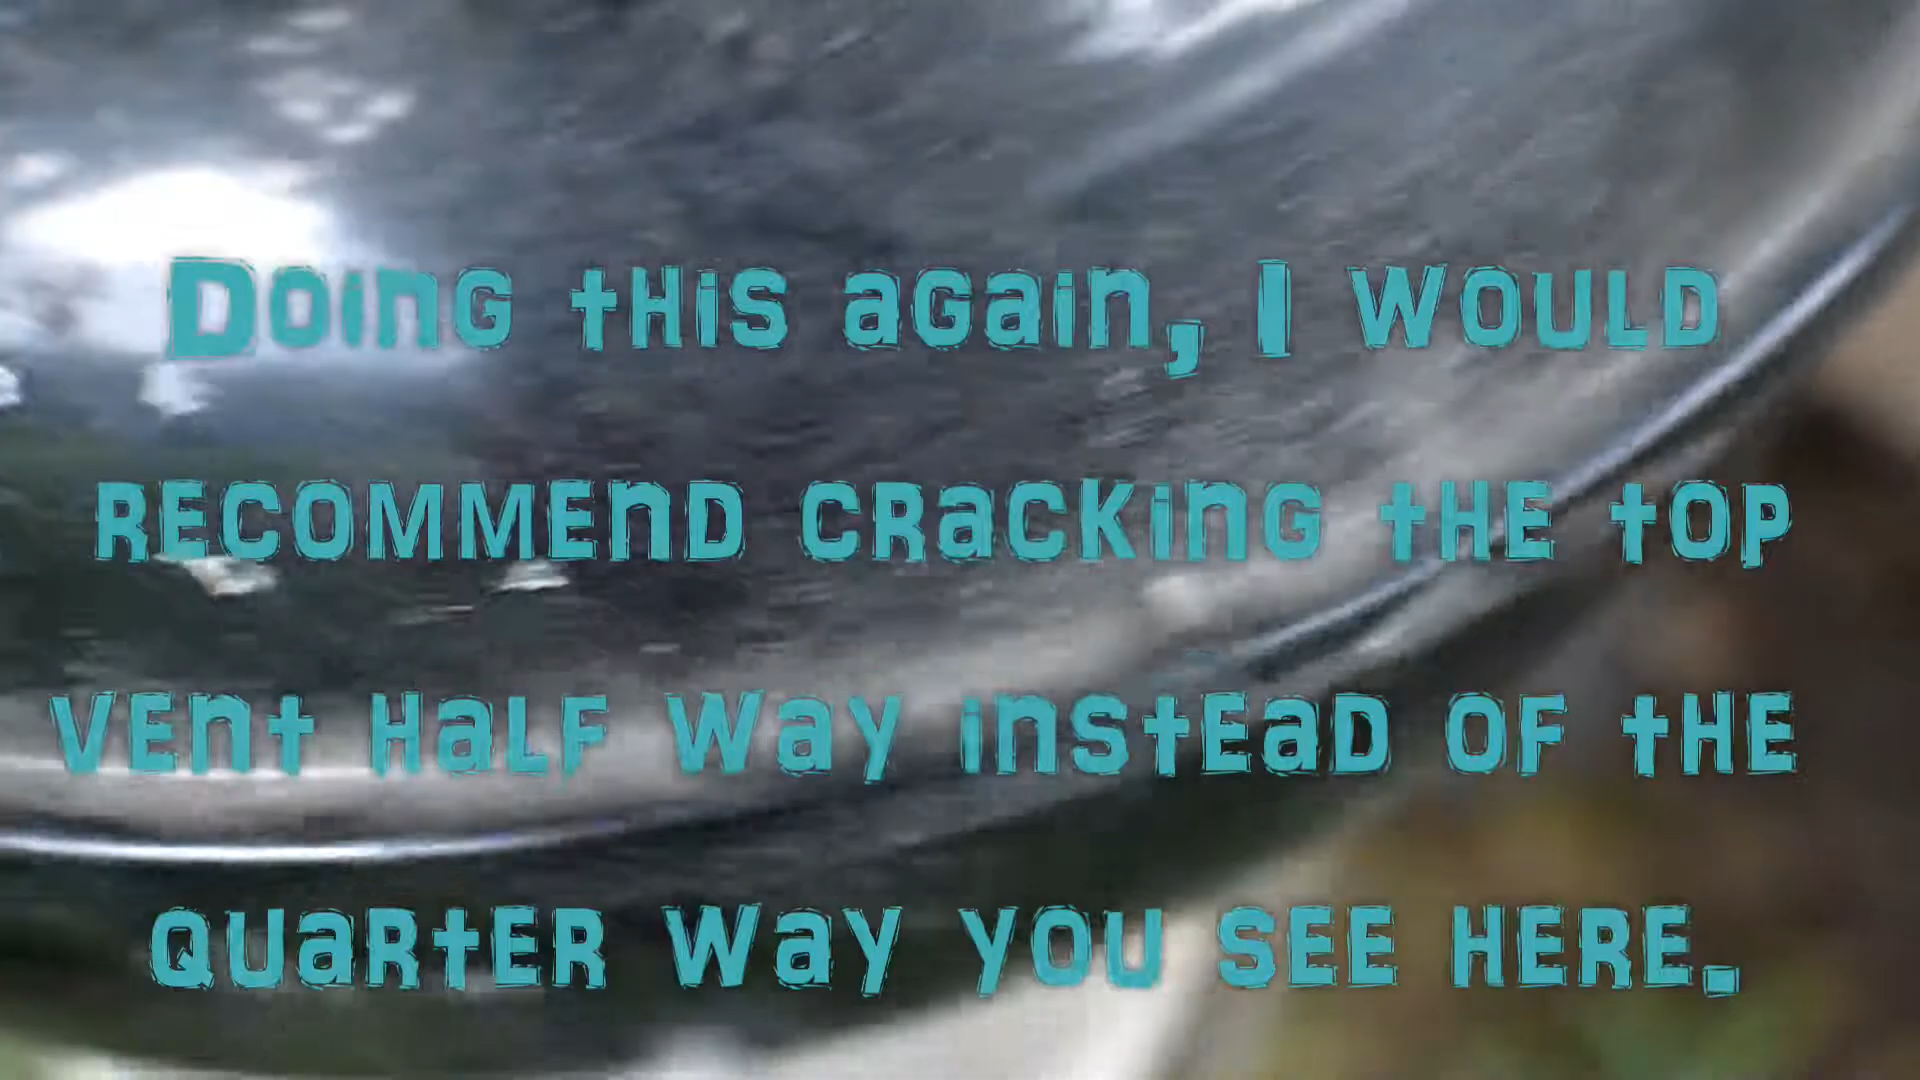 Doing this again, I would
recommend cracking the top
vent half way instead of the
quarter way you see here.